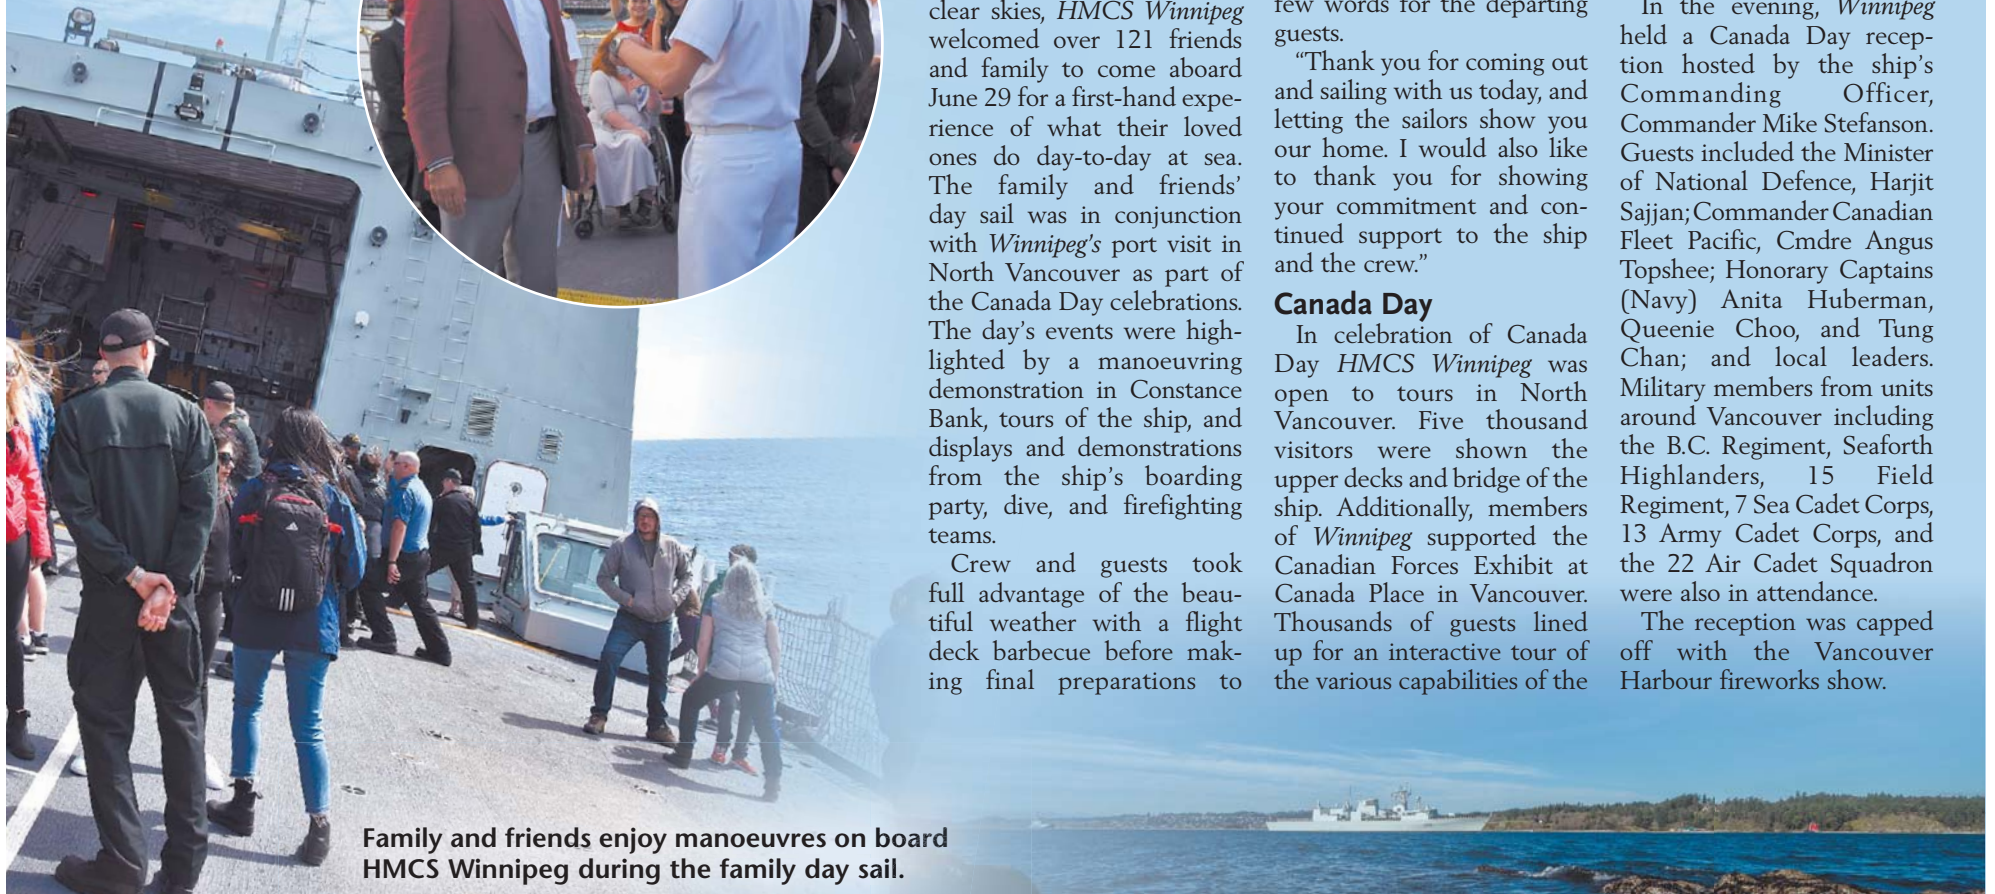 clear skies, HMCS Winnipeg
welcomed over 121 friends
and family to come aboard
June 29 for a first-hand expe-
rience of what their loved
ones do day-to-day at sea.
The family and friends’
day sail was in conjunction
with Winnipeg’s port visit in
North Vancouver as part of
the Canada Day celebrations.
The day’s events were high-
lighted by a manoeuvring
demonstration in Constance
Bank, tours of the ship, and
displays and demonstrations
from the ship’s boarding
party, dive, and firefighting
teams.
Crew and guests took
full advantage of the beau-
tiful weather with a flight
deck barbecue before mak-
ing final preparations to
few words for the departing
guests.
“Thank you for coming out
and sailing with us today, and
letting the sailors show you
our home. I would also like
to thank you for showing
your commitment and con-
tinued support to the ship
and the crew.”
Canada Day
In celebration of Canada
Day HMCS Winnipeg was
open to tours in North
Vancouver. Five thousand
visitors were shown the
upper decks and bridge of the
ship. Additionally, members
of Winnipeg supported the
Canadian Forces Exhibit at
Canada Place in Vancouver.
Thousands of guests lined
up for an interactive tour of
the various capabilities of the
In the evening, Winnipeg
held a Canada Day recep-
tion hosted by the ship’s
Commanding Officer,
Commander Mike Stefanson.
Guests included the Minister
of National Defence, Harjit
Sajjan; Commander Canadian
Fleet Pacific, Cmdre Angus
Topshee; Honorary Captains
(Navy) Anita Huberman,
Queenie Choo, and Tung
Chan; and local leaders.
Military members from units
around Vancouver including
the B.C. Regiment, Seaforth
Highlanders, 15 Field
Regiment, 7 Sea Cadet Corps,
13 Army Cadet Corps, and
the 22 Air Cadet Squadron
were also in attendance.
The reception was capped
off with the Vancouver
Harbour fireworks show.
Family and friends enjoy manoeuvres on board
HMCS Winnipeg during the family day sail.